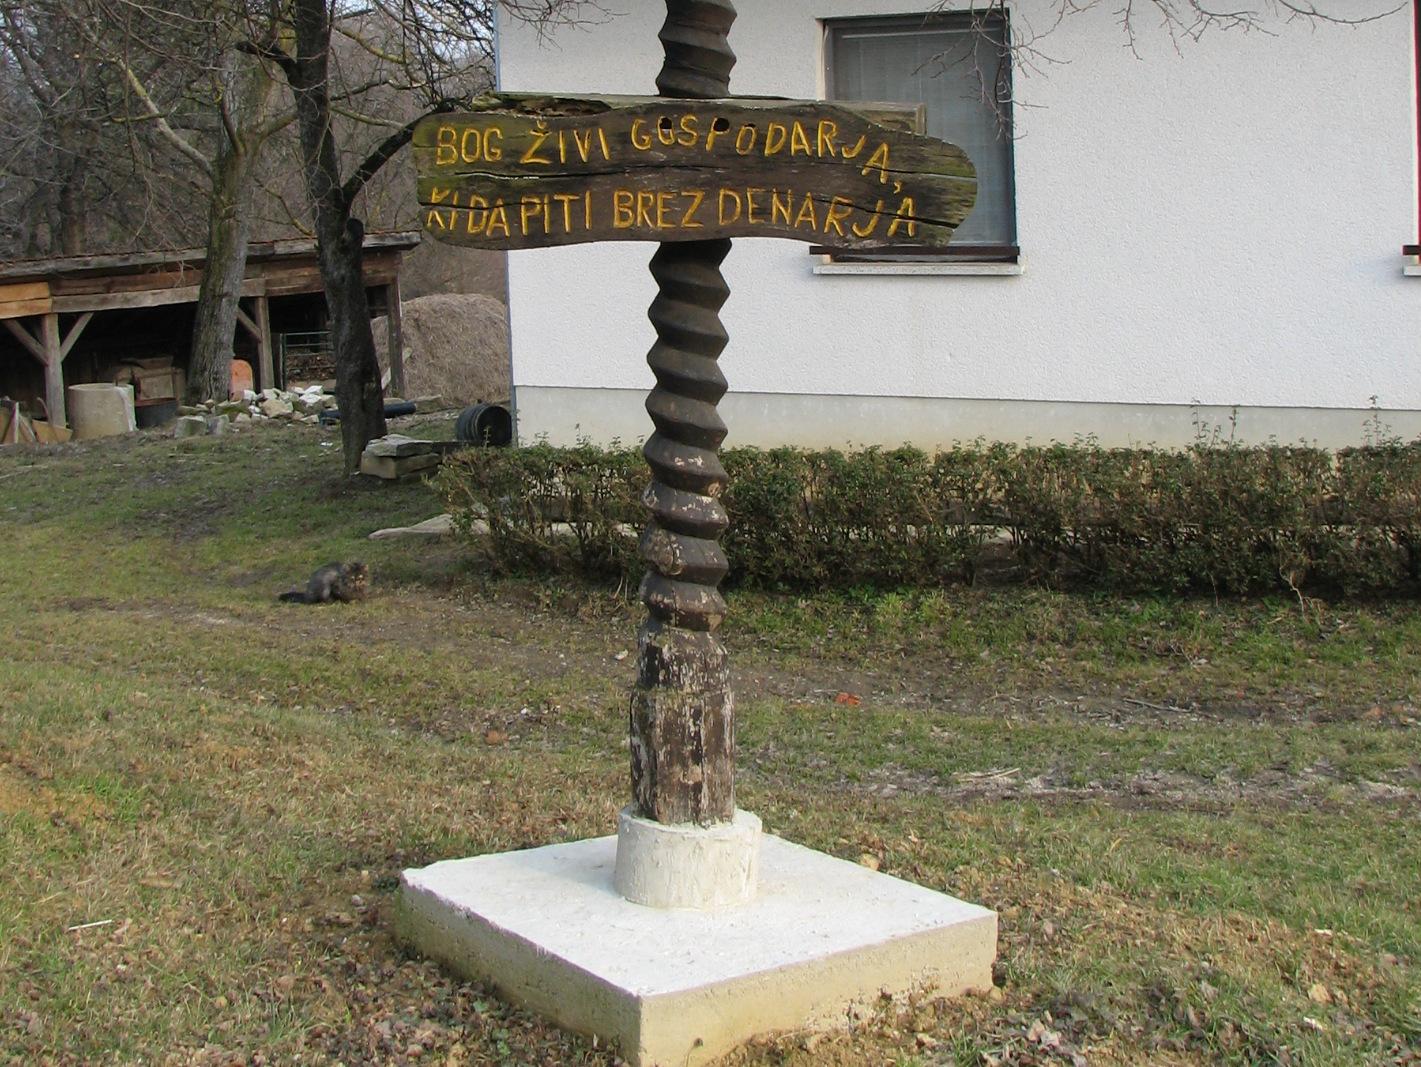 BOG ŽIVI GOSPODARJA,
KI DA PITI BREZ DENARJA